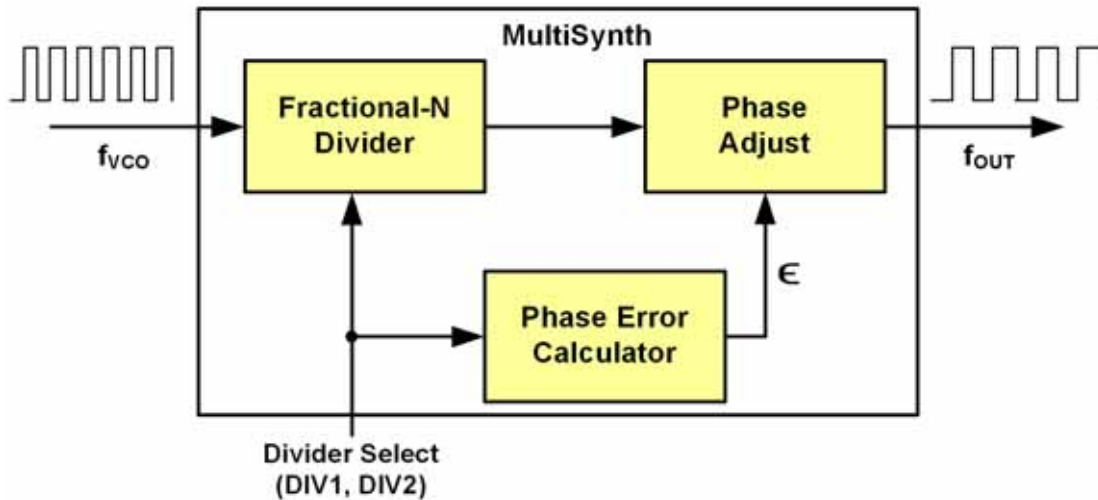 MultiSynth
Fractional-N
Divider
Phase
Adjust
fVCO
fOUT
ϵ
Phase Error
Calculator
Divider Select
(DIV1, DIV2)